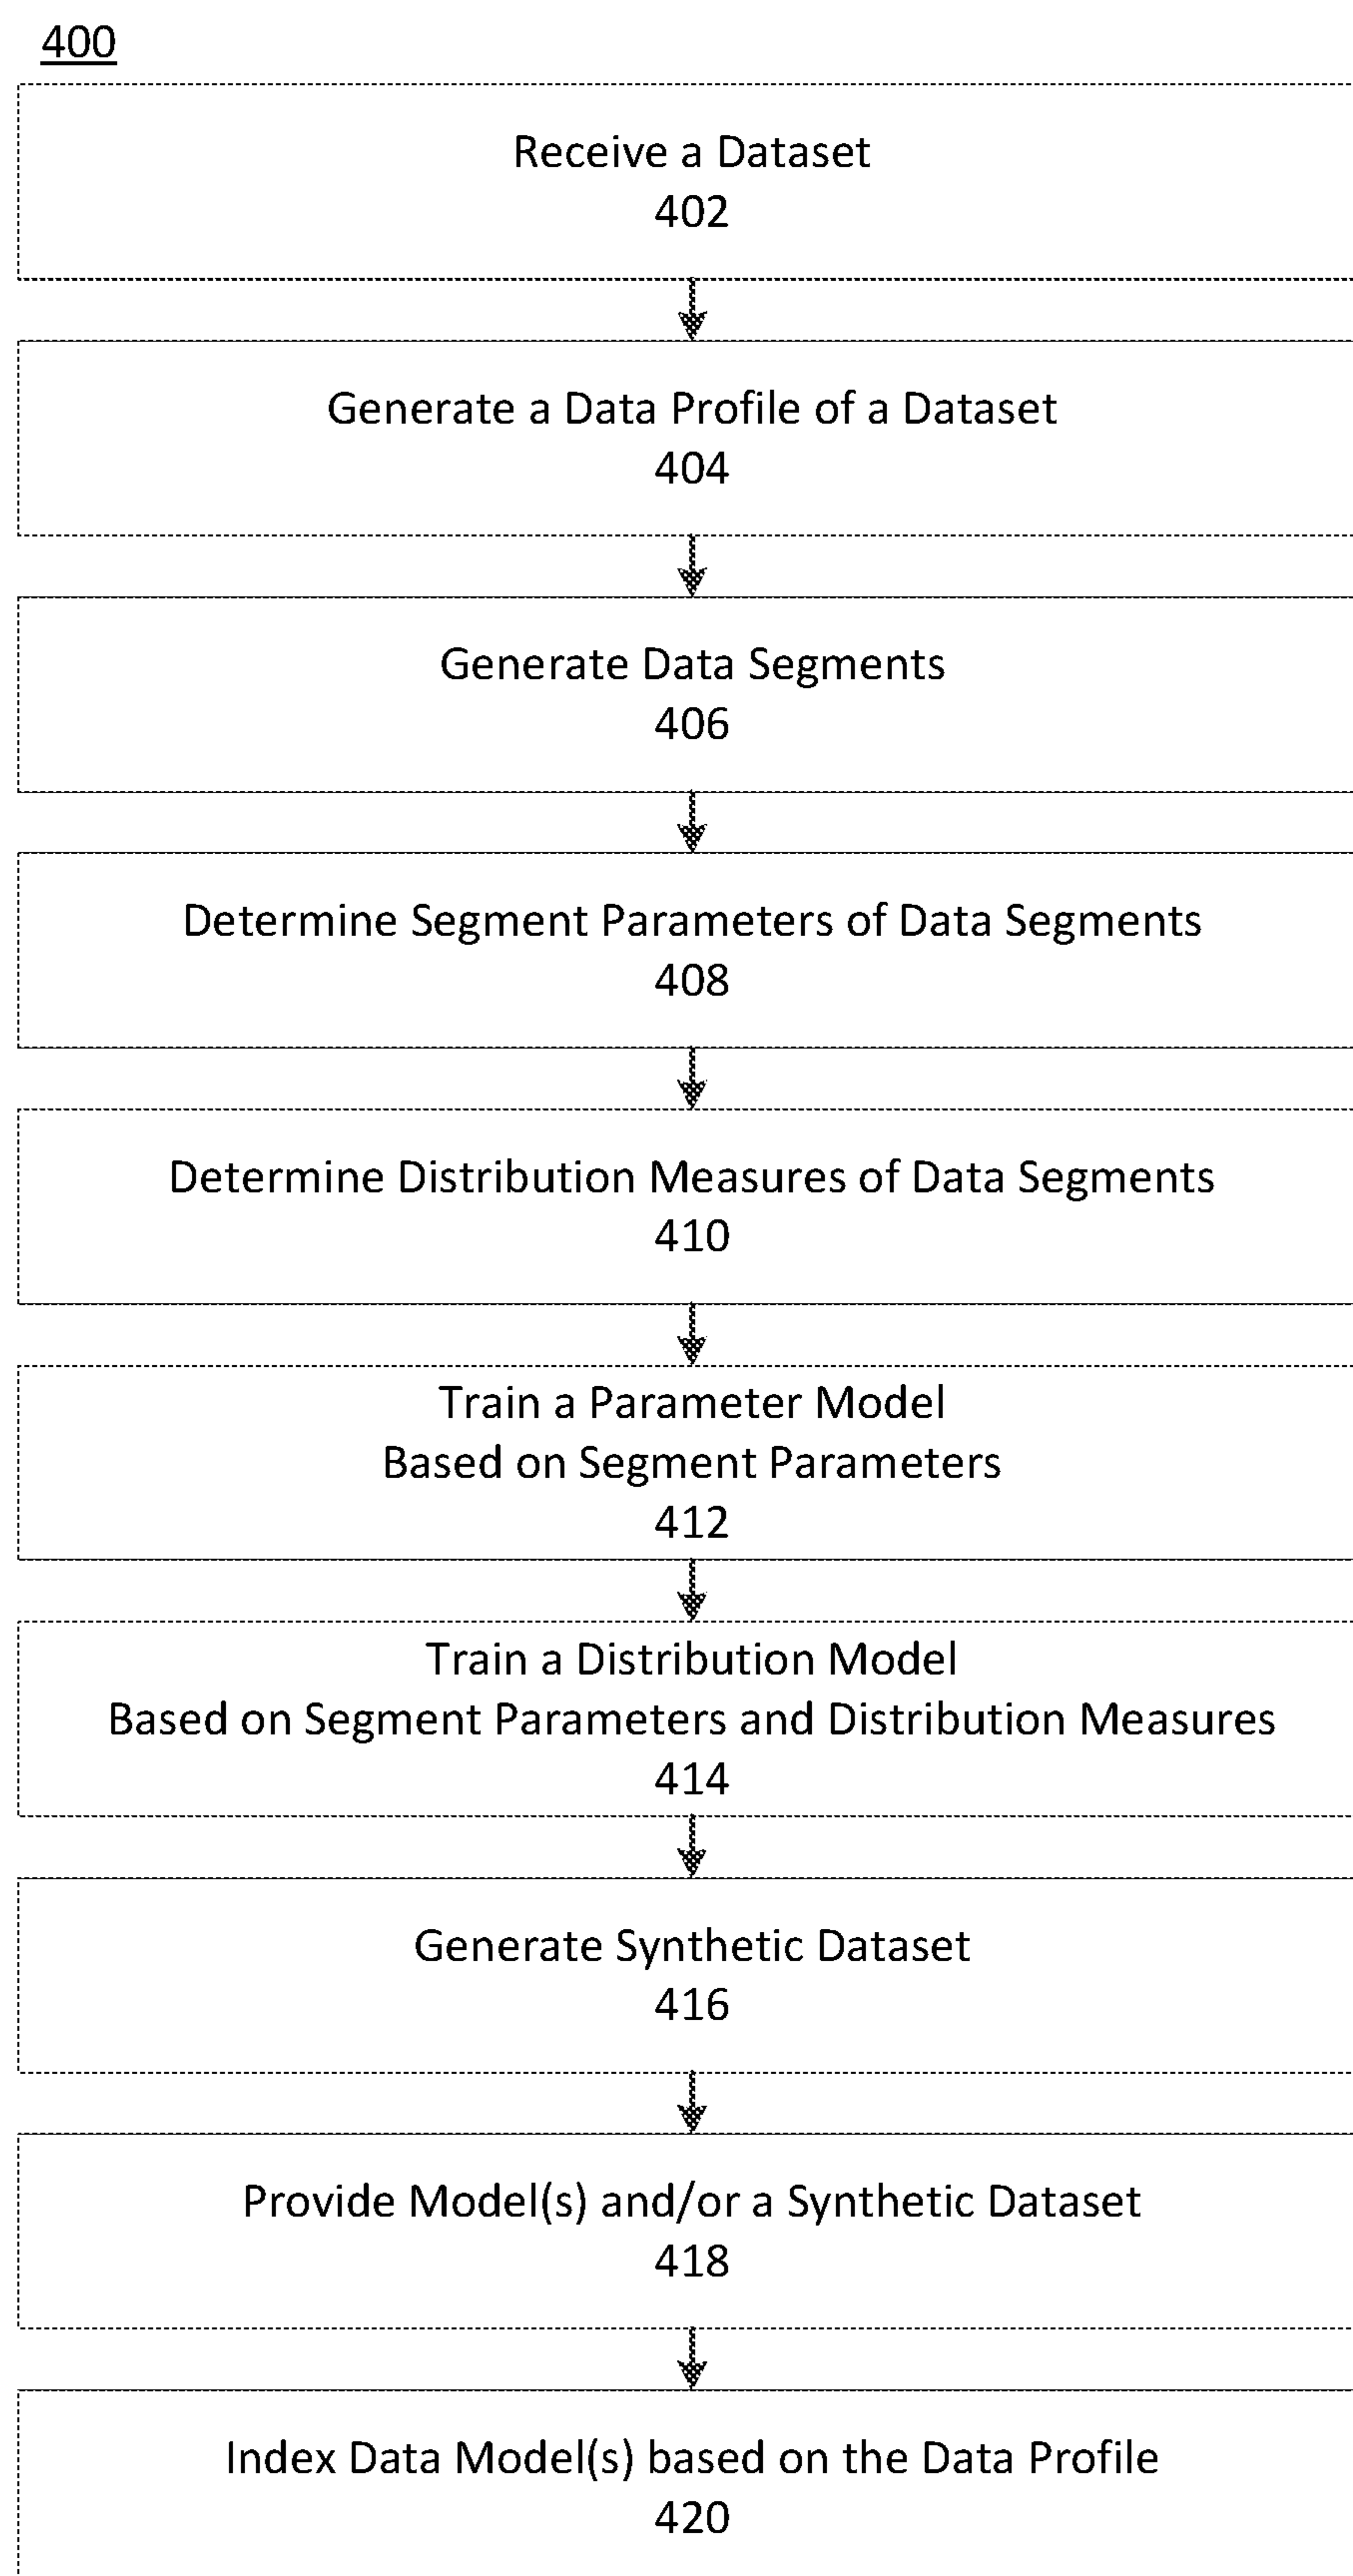 400
Receive a Dataset
402
Generate a Data Profile of a Dataset
404
Generate Data Segments
406
Determine Segment Parameters of Data Segments
408
Determine Distribution Measures of Data Segments
410
Train a Parameter Model
Based on Segment Parameters
412
Train a Distribution Model
Based on Segment Parameters and Distribution Measures
414
Generate Synthetic Dataset
416
Provide Model(s) and/or a Synthetic Dataset
418
Index Data Model(s) based on the Data Profile
420